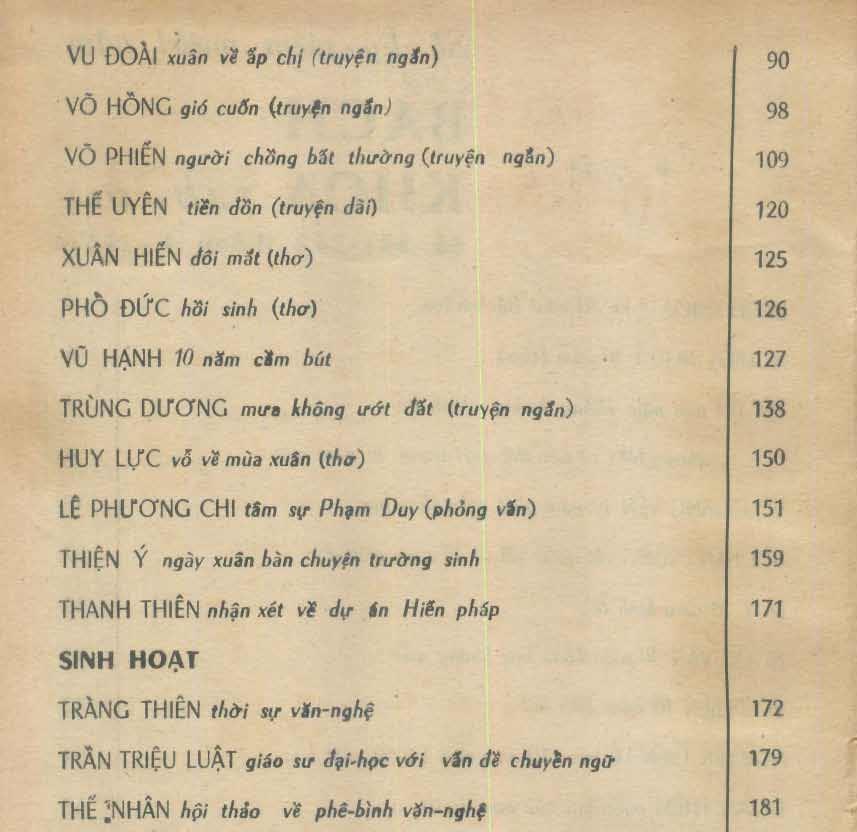 VU ĐOÀI xuân về ấp chị (truyện ngắn) 90
VÕ HỒNG gió cuốn (truyện ngắn) 98
VÕ PHIẾN người chồng bất thường (truyện ngắn) 109
THẾ UYÊN tiền đồn (truyện dài) 120
XUÂN HIẾN đôi mắt (thơ) 125
PHỒ ĐỨC hồi sinh (thơ) 126
VŨ HẠNH 10 năm cầm bút 127
TRÙNG DƯƠNG mưa không ướt đất (truyện ngắn) 138
HUY LỰC vỗ về mùa xuân (thơ) 150
LÊ PHƯƠNG CHI tâm sự Phạm Duy (phỏng vấn) 151
THIỆN Ý ngày xuân bàn chuyện trường sinh 159
THANH THIÊN nhận xét về dự án Hiến pháp 171
SINH HOẠT
TRÀNG THIÊN thời sự văn-nghệ 172
TRẦN TRIỆU LUẬT giáo sư đại-học với vấn đề chuyển ngữ 179
THẾ NHÂN hội thảo về phê-bình văn-nghệ 181